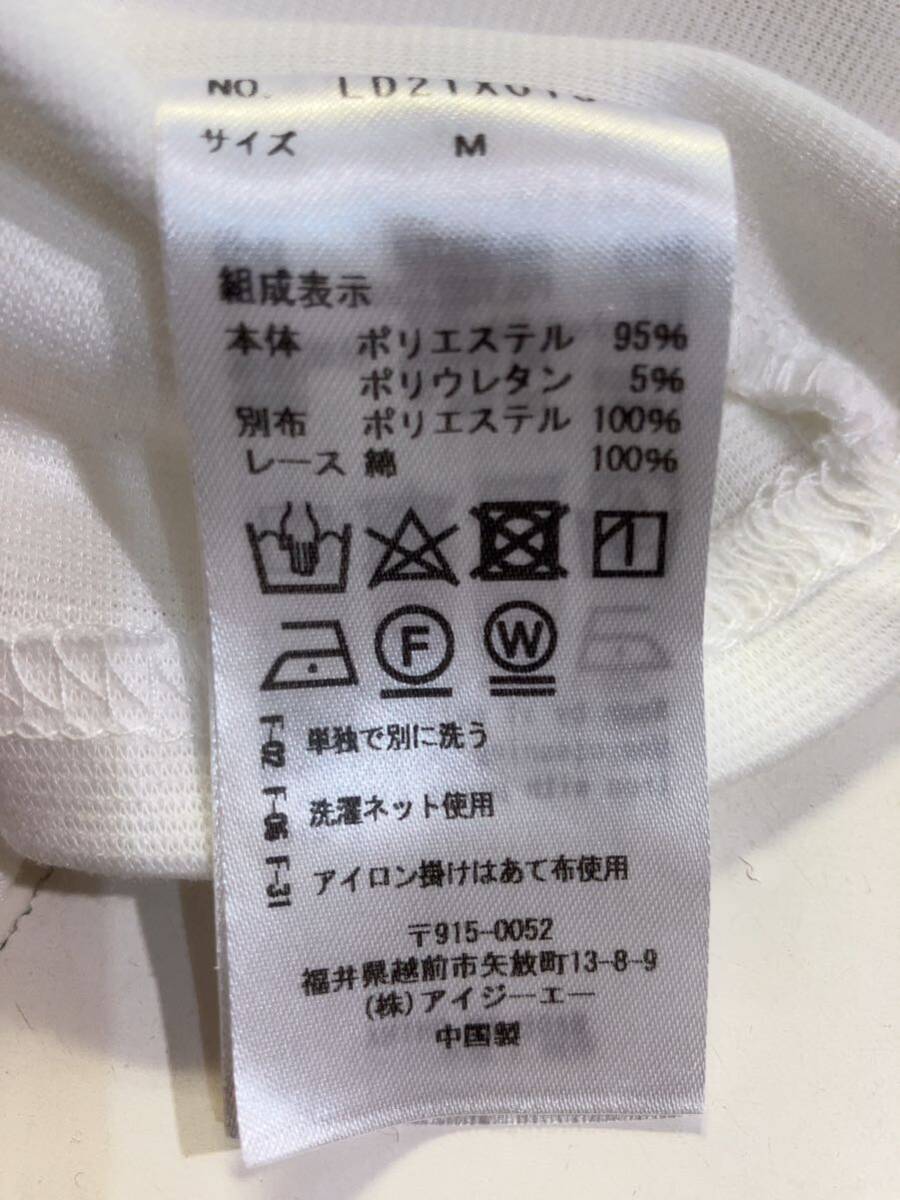 NO.
サイズ M
組成表示
本体 ポリエステル 95%
ポリウレタン 5%
別布 ポリエステル 100%
レース 綿 100%
F
W
F-02 単独で別に洗う
F-06 洗濯ネット使用
F-31 アイロン掛けはあて布使用
〒915-0052
福井県越前市矢放町13-8-9
(株)アイジーエー
中国製